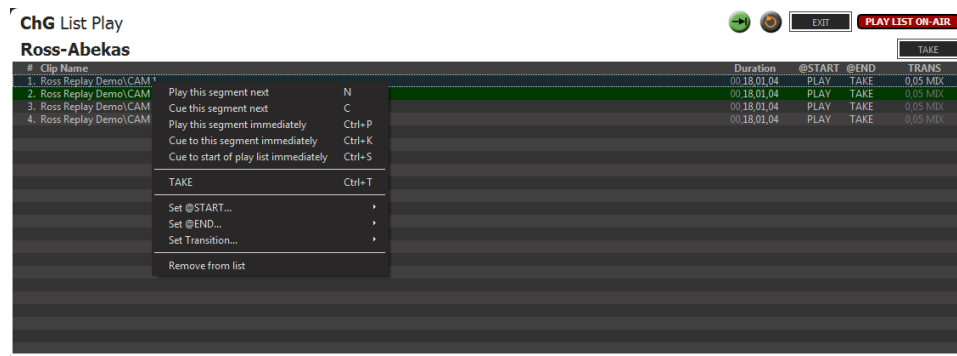 ChG List Play
EXIT
PLAY LIST ON-AIR
Ross-Abekas
TAKE
# Clip Name Duration @START @END TRANS
1. Ross Replay Demo\CAM 1 00,18,01,04 PLAY TAKE 0,05 MIX
2. Ross Replay Demo\CAM 00,18,01,04 PLAY TAKE 0,05 MIX
3. Ross Replay Demo\CAM 00,18,01,04 PLAY TAKE 0,05 MIX
4. Ross Replay Demo\CAM 00,18,01,04 PLAY TAKE 0,05 MIX
Play this segment next N
Cue this segment next C
Play this segment immediately Ctrl+P
Cue to this segment immediately Ctrl+K
Cue to start of play list immediately Ctrl+S
TAKE Ctrl+T
Set @START...
Set @END...
Set Transition...
Remove from list